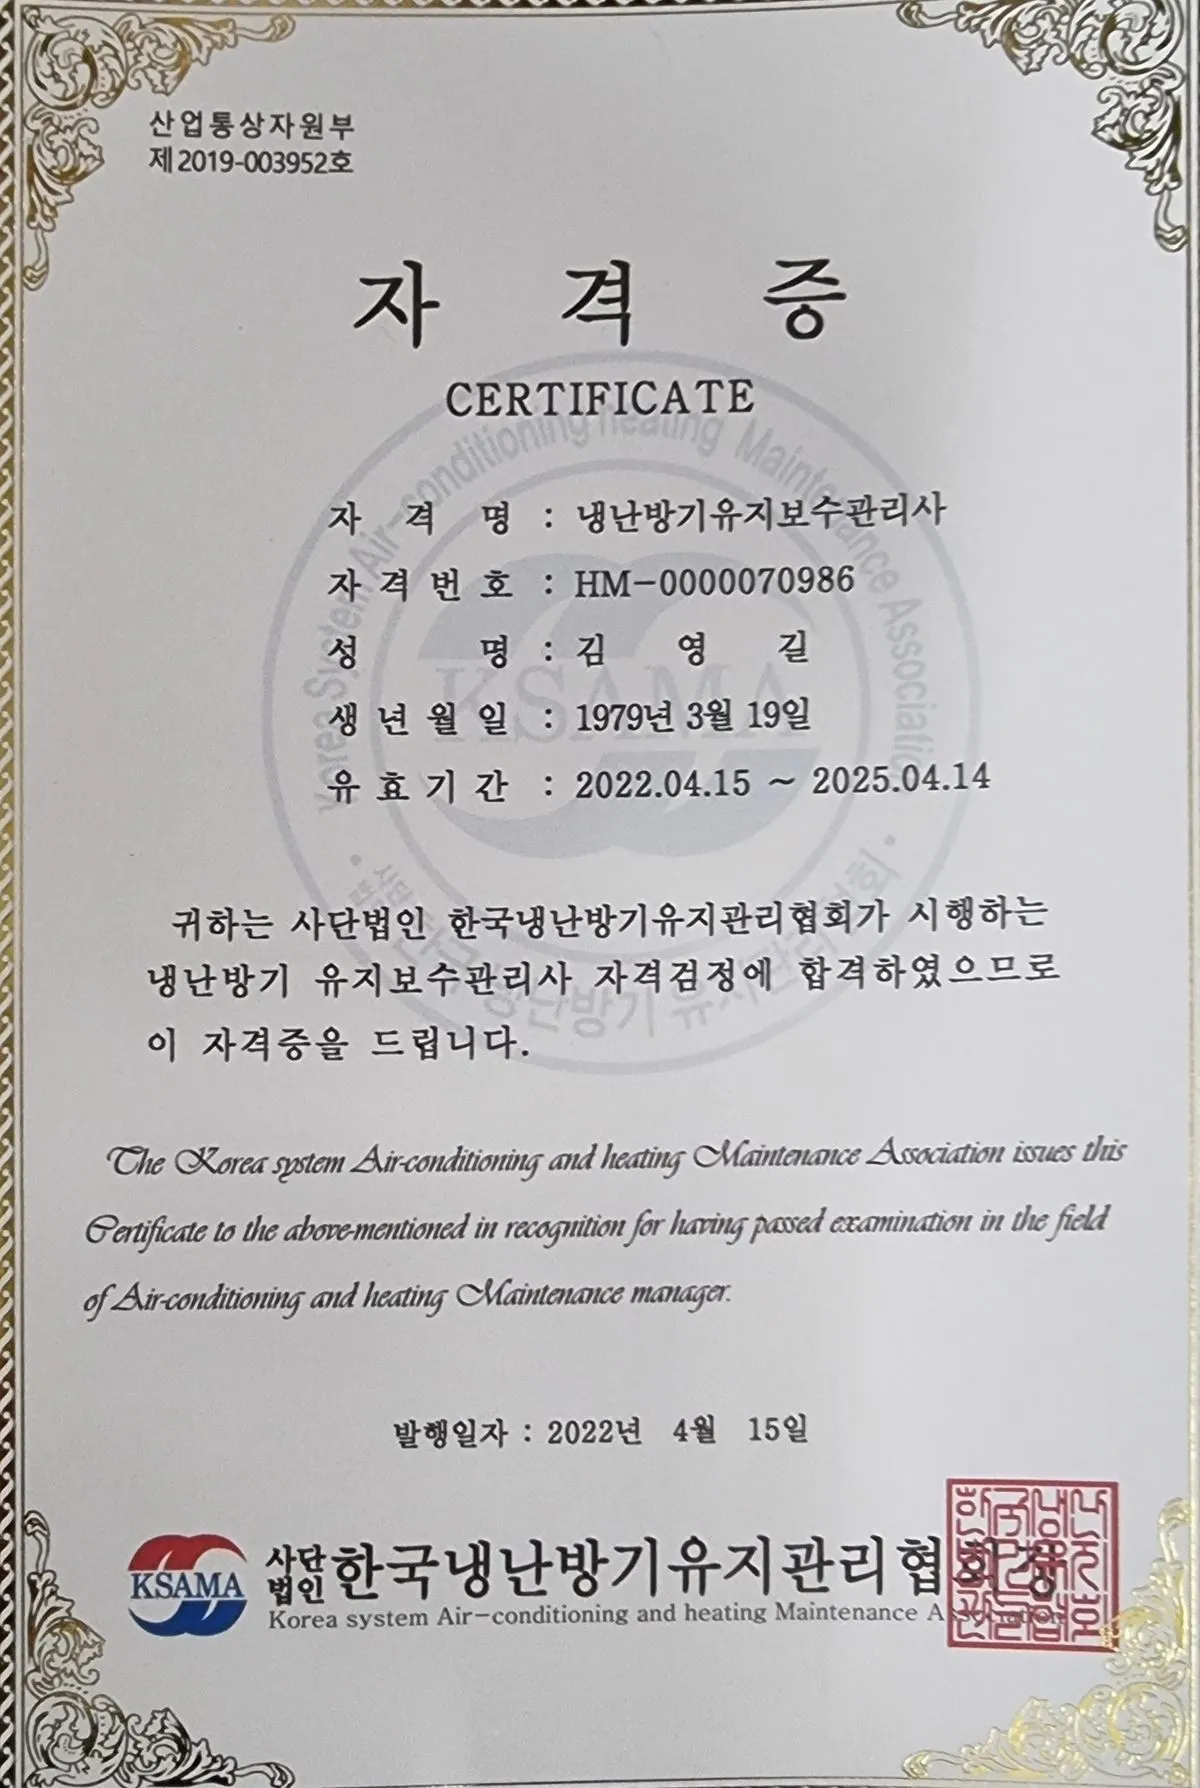 산업통상자원부
제2019-003952호
자 격 증
CERTIFICATE
자 격 명 : 냉난방기유지보수관리사
자 격 번 호 : HM-0000070986
성 명 : 김 영 길
생 년 월 일 : 1979년 3월 19일
유 효 기 간 : 2022.04.15 ~ 2025.04.14
귀하는 사단법인 한국냉난방기유지관리협회가 시행하는
냉난방기 유지보수관리사 자격검정에 합격하였으므로
이 자격증을 드립니다.
The Korea system Air-conditioning and heating Maintenance Association issues this
Certificate to the above-mentioned in recognition for having passed examination in the field
of Air-conditioning and heating Maintenance manager.
발행일자 : 2022년 4월 15일
KSAMA 사단법인 한국냉난방기유지관리협회장
Korea system Air-conditioning and heating Maintenance Association